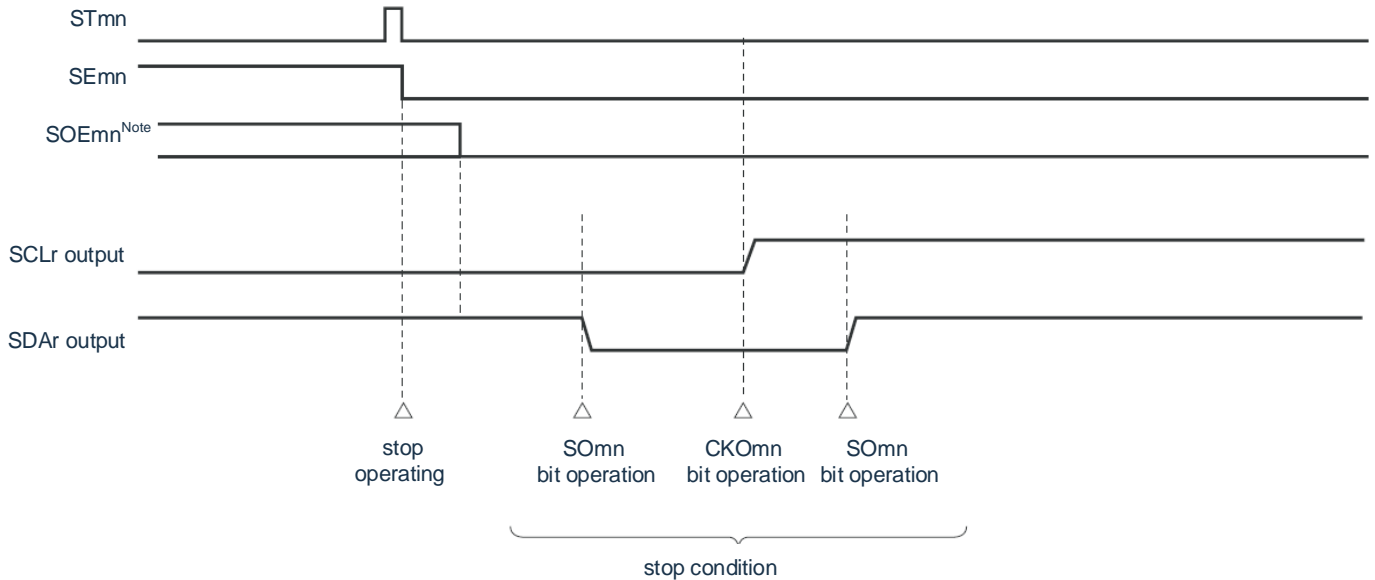 STmn
SEmn
SOEmnNote
SCLr output
SDAr output
stop
operating
SOmn
bit operation
CKOmn
bit operation
SOmn
bit operation
stop condition